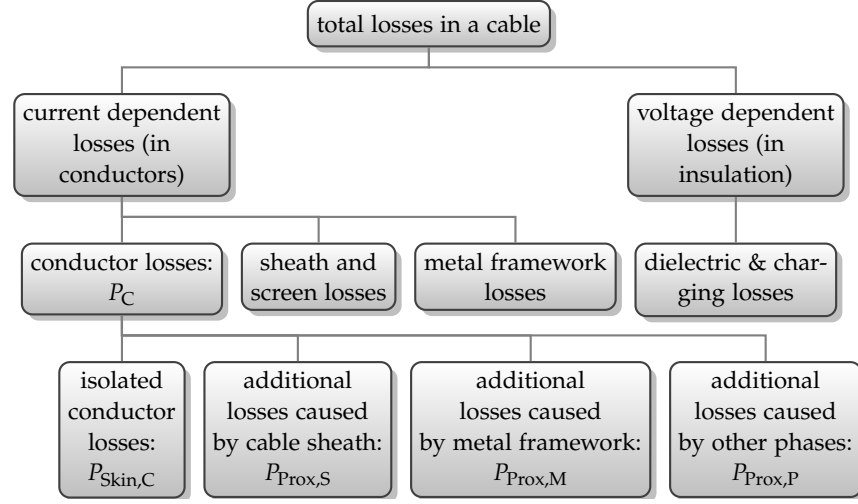 total losses in a cable
current dependent
losses (in
conductors)
voltage dependent
losses (in
insulation)
conductor losses:
P_C
sheath and
screen losses
metal framework
losses
dielectric & char-
ging losses
isolated
conductor
losses:
P_Skin,C
additional
losses caused
by cable sheath:
P_Prox,S
additional
losses caused
by metal framework:
P_Prox,M
additional
losses caused
by other phases:
P_Prox,P